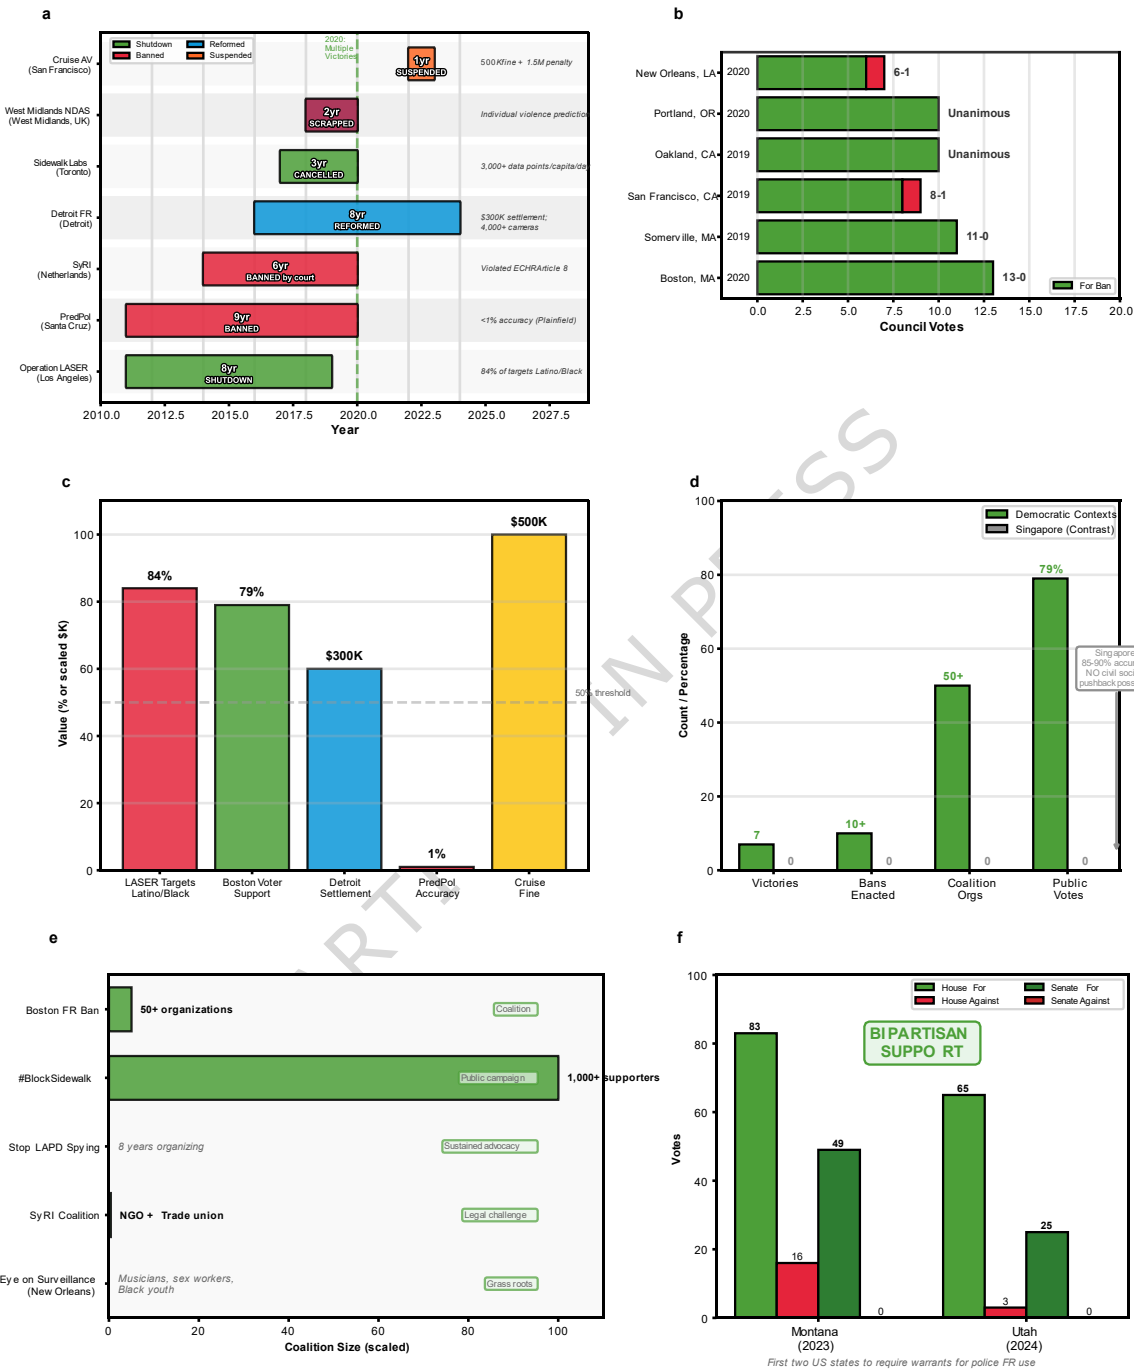 a
Shutdown
Banned
Reformed
Suspended
2020:
Multiple
Victories
Cruise AV
(San Francisco)
1yr
SUSPENDED
500Kfine + 1.5M penalty
West Midlands NDAS
(West Midlands, UK)
2yr
SCRAPPED
Individual violence prediction
Sidewalk Labs
(Toronto)
3yr
CANCELLED
3,000+ data points/capita/day
Detroit FR
(Detroit)
8yr
REFORMED
$300K settlement;
4,000+ cameras
SyRI
(Netherlands)
6yr
BANNED by court
Violated ECHRArticle 8
PredPol
(Santa Cruz)
9yr
BANNED
<1% accuracy (Plainfield)
Operation LASER
(Los Angeles)
8yr
SHUTDOWN
84% of targets Latino/Black
2010.0 2012.5 2015.0 2017.5 2020.0 2022.5 2025.0 2027.5
Year
b
New Orleans, LA 2020 6-1
Portland, OR 2020 Unanimous
Oakland, CA 2019 Unanimous
San Francisco, CA 2019 8-1
Somerville, MA 2019 11-0
Boston, MA 2020 13-0
For Ban
0.0 2.5 5.0 7.5 10.0 12.5 15.0 17.5 20.0
Council Votes
c
Value (% or scaled $K)
100
80
60
40
20
0
84%
79%
$300K
1%
$500K
50% threshold
LASER Targets
Latino/Black
Boston Voter
Support
Detroit
Settlement
PredPol
Accuracy
Cruise
Fine
d
Count / Percentage
100
80
60
40
20
0
Democratic Contexts
Singapore (Contrast)
7
0
10+
0
50+
0
79%
0
Singapore
85-90% accu
NO civil soci
pushbackposs
Victories
Bans
Enacted
Coalition
Orgs
Public
Votes
e
Boston FR Ban
50+ organizations
Coalition
#BlockSidewalk
Public campaign
1,000+ supporters
Stop LAPD Spying
8 years organizing
Sustained advocacy
SyRI Coalition
NGO + Trade union
Legal challenge
Eye on Surveillance
(New Orleans)
Musicians, sex workers,
Black youth
Grass roots
0 20 40 60 80 100
Coalition Size (scaled)
f
Votes
100
80
60
40
20
0
House For
House Against
Senate For
Senate Against
BIPARTISAN
SUPPO RT
83
16
49
0
65
3
25
0
Montana
(2023)
Utah
(2024)
First two US states to require warrants for police FR use
IN PRESS